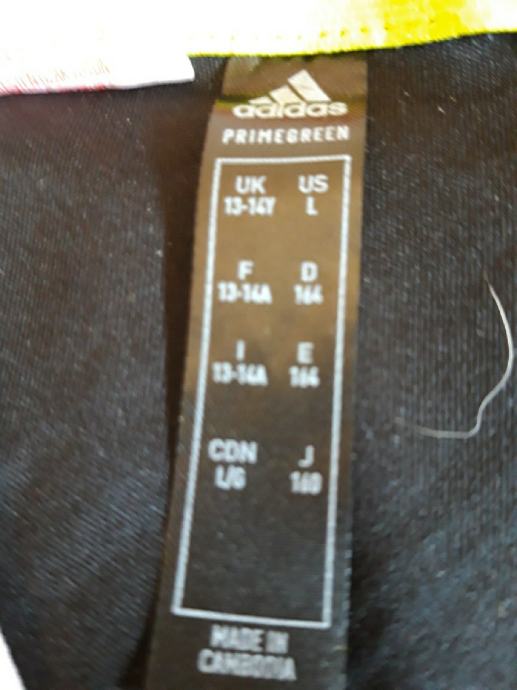 adidas
PRIMEGREEN
UK US
13-14Y L
F D
13-14A 164
I E
13-14A 164
CDN J
L/G 160
MADE IN
CAMBODIA